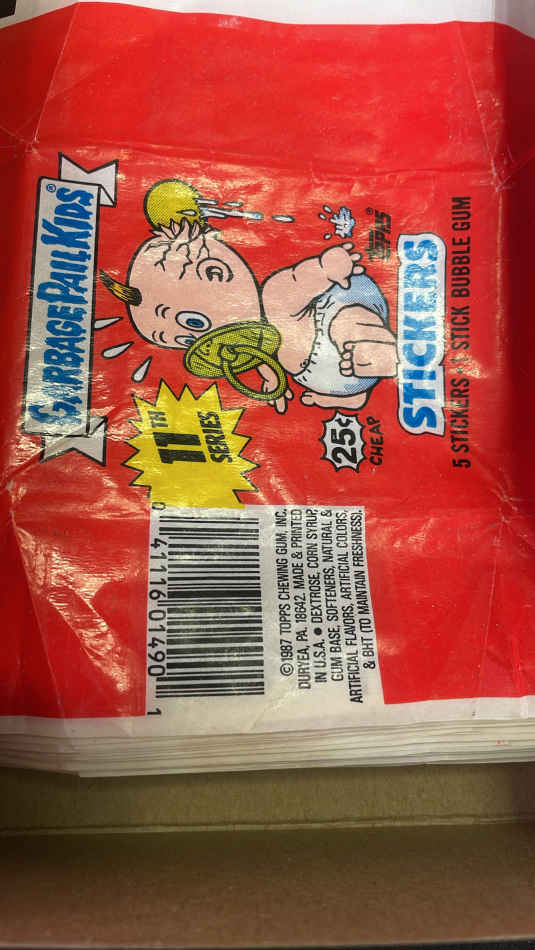 GARBAGE PAIL KIDS®
11TH
SERIES
25¢
CHEAP
TOPPS®
STICKERS
5 STICKERS • 1 STICK BUBBLE GUM
0 41116 01490 1
©1987 TOPPS CHEWING GUM, INC.
DURYEA, PA. 18642. MADE & PRINTED
IN U.S.A. ● DEXTROSE, CORN SYRUP,
GUM BASE, SOFTENERS, NATURAL &
ARTIFICIAL FLAVORS, ARTIFICIAL COLORS,
& BHT (TO MAINTAIN FRESHNESS).